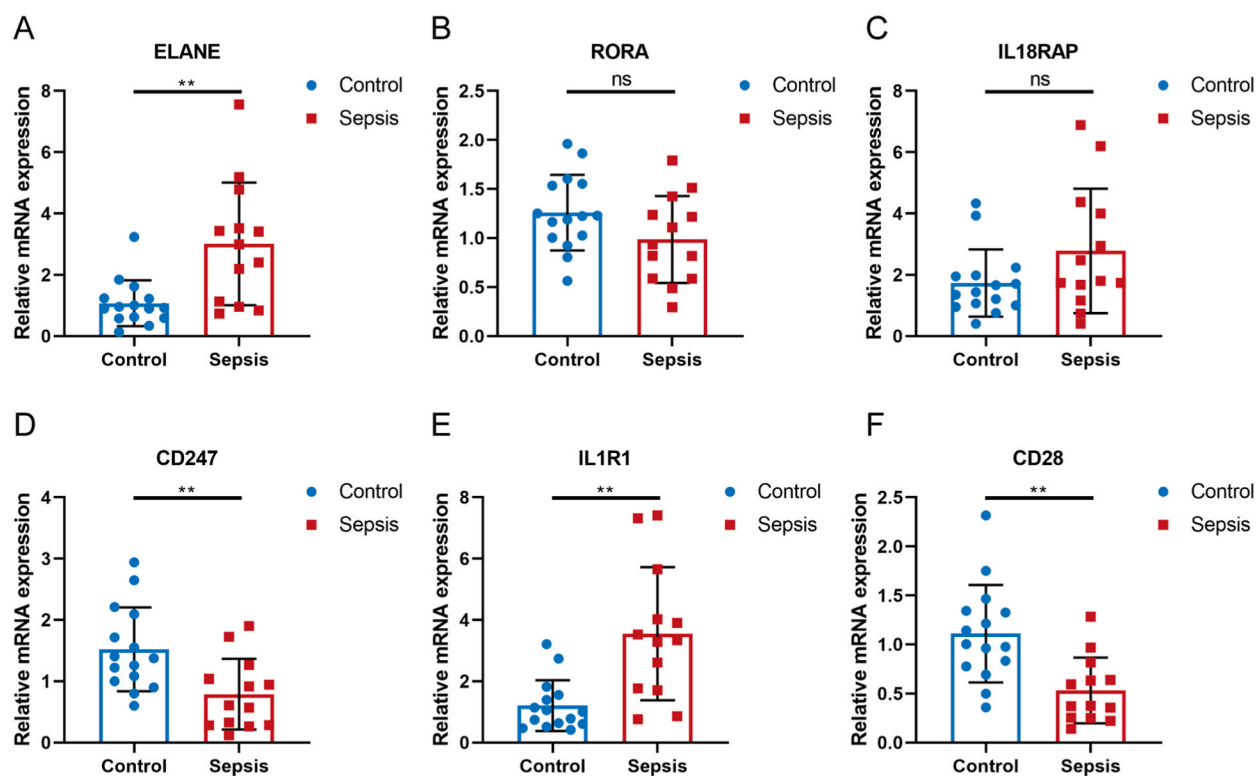 A
ELANE
**
Control
Sepsis
Relative mRNA expression
8
6
4
2
0
Control
Sepsis
B
RORA
ns
Control
Sepsis
Relative mRNA expression
2.5
2.0
1.5
1.0
0.5
0.0
Control
Sepsis
C
IL18RAP
ns
Control
Sepsis
Relative mRNA expression
8
6
4
2
0
Control
Sepsis
D
CD247
**
Control
Sepsis
Relative mRNA expression
4
3
2
1
0
Control
Sepsis
E
IL1R1
**
Control
Sepsis
Relative mRNA expression
8
6
4
2
0
Control
Sepsis
F
CD28
**
Control
Sepsis
Relative mRNA expression
2.5
2.0
1.5
1.0
0.5
0.0
Control
Sepsis